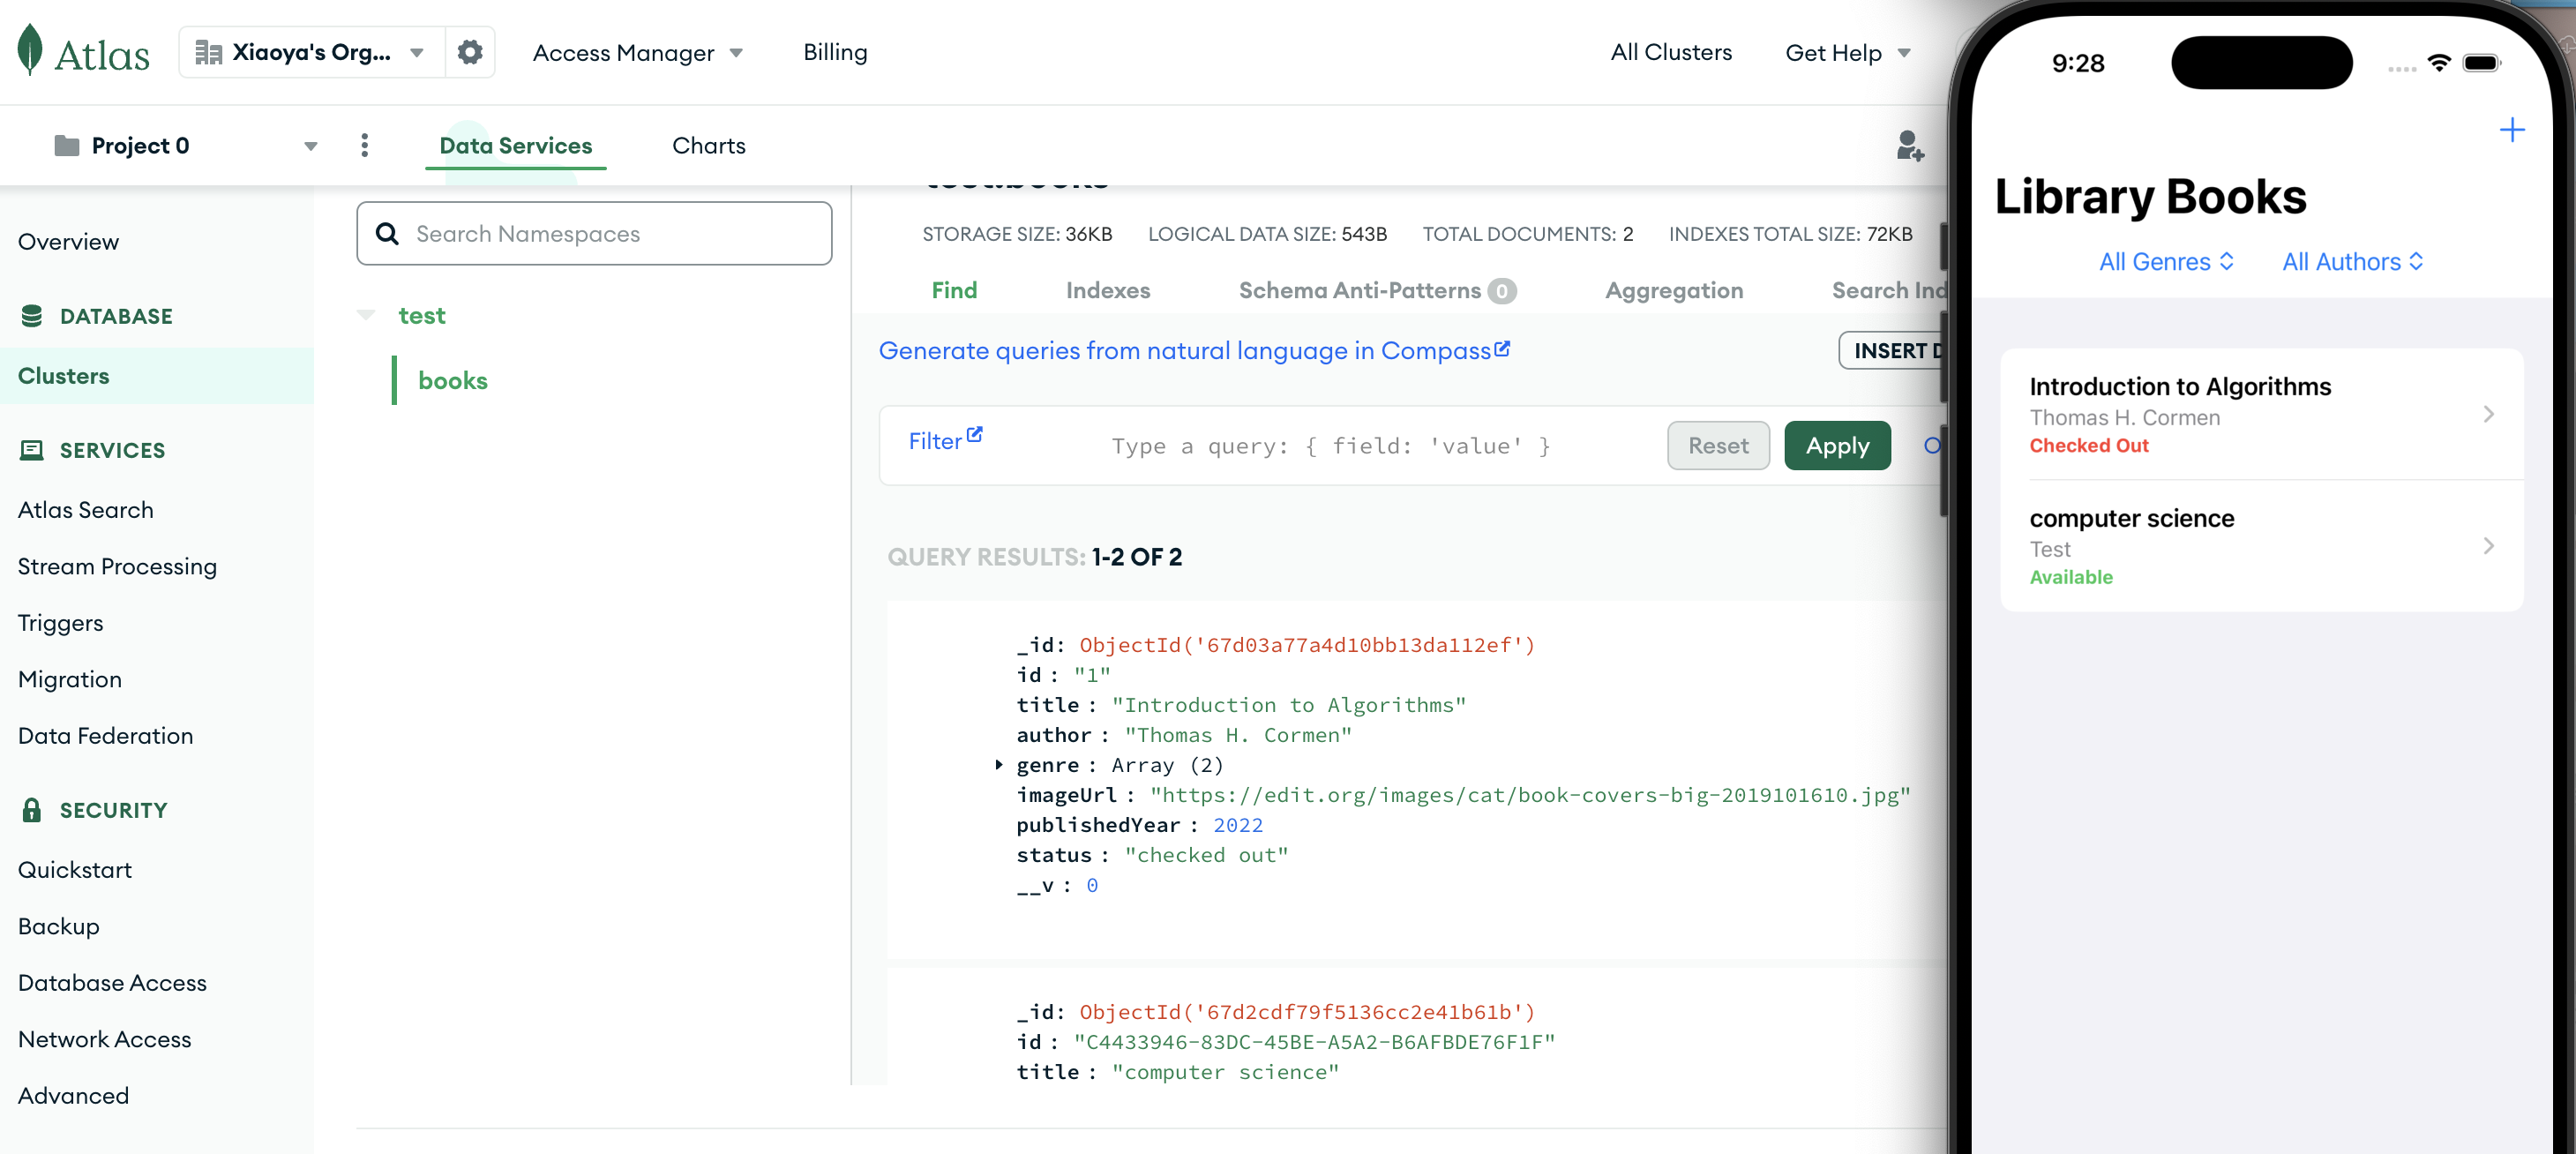 Atlas
Xiaoya's Org...
Access Manager
Billing
All Clusters
Get Help
Project 0
Data Services
Charts
Overview
DATABASE
Clusters
SERVICES
Atlas Search
Stream Processing
Triggers
Migration
Data Federation
SECURITY
Quickstart
Backup
Database Access
Network Access
Advanced
Search Namespaces
test
books
test.books
STORAGE SIZE: 36KB LOGICAL DATA SIZE: 543B TOTAL DOCUMENTS: 2 INDEXES TOTAL SIZE: 72KB
Find Indexes Schema Anti-Patterns 0 Aggregation Search Ind
Generate queries from natural language in Compass
INSERT D
Filter
Type a query: { field: 'value' }
Reset
Apply
O
QUERY RESULTS: 1-2 OF 2
_id: ObjectId('67d03a77a4d10bb13da112ef')
id : "1"
title : "Introduction to Algorithms"
author : "Thomas H. Cormen"
genre : Array (2)
imageUrl : "https://edit.org/images/cat/book-covers-big-2019101610.jpg"
publishedYear : 2022
status : "checked out"
__v : 0
_id: ObjectId('67d2cdf79f5136cc2e41b61b')
id : "C4433946-83DC-45BE-A5A2-B6AFBDE76F1F"
title : "computer science"
9:28
Library Books
All Genres All Authors
Introduction to Algorithms
Thomas H. Cormen
Checked Out
computer science
Test
Available